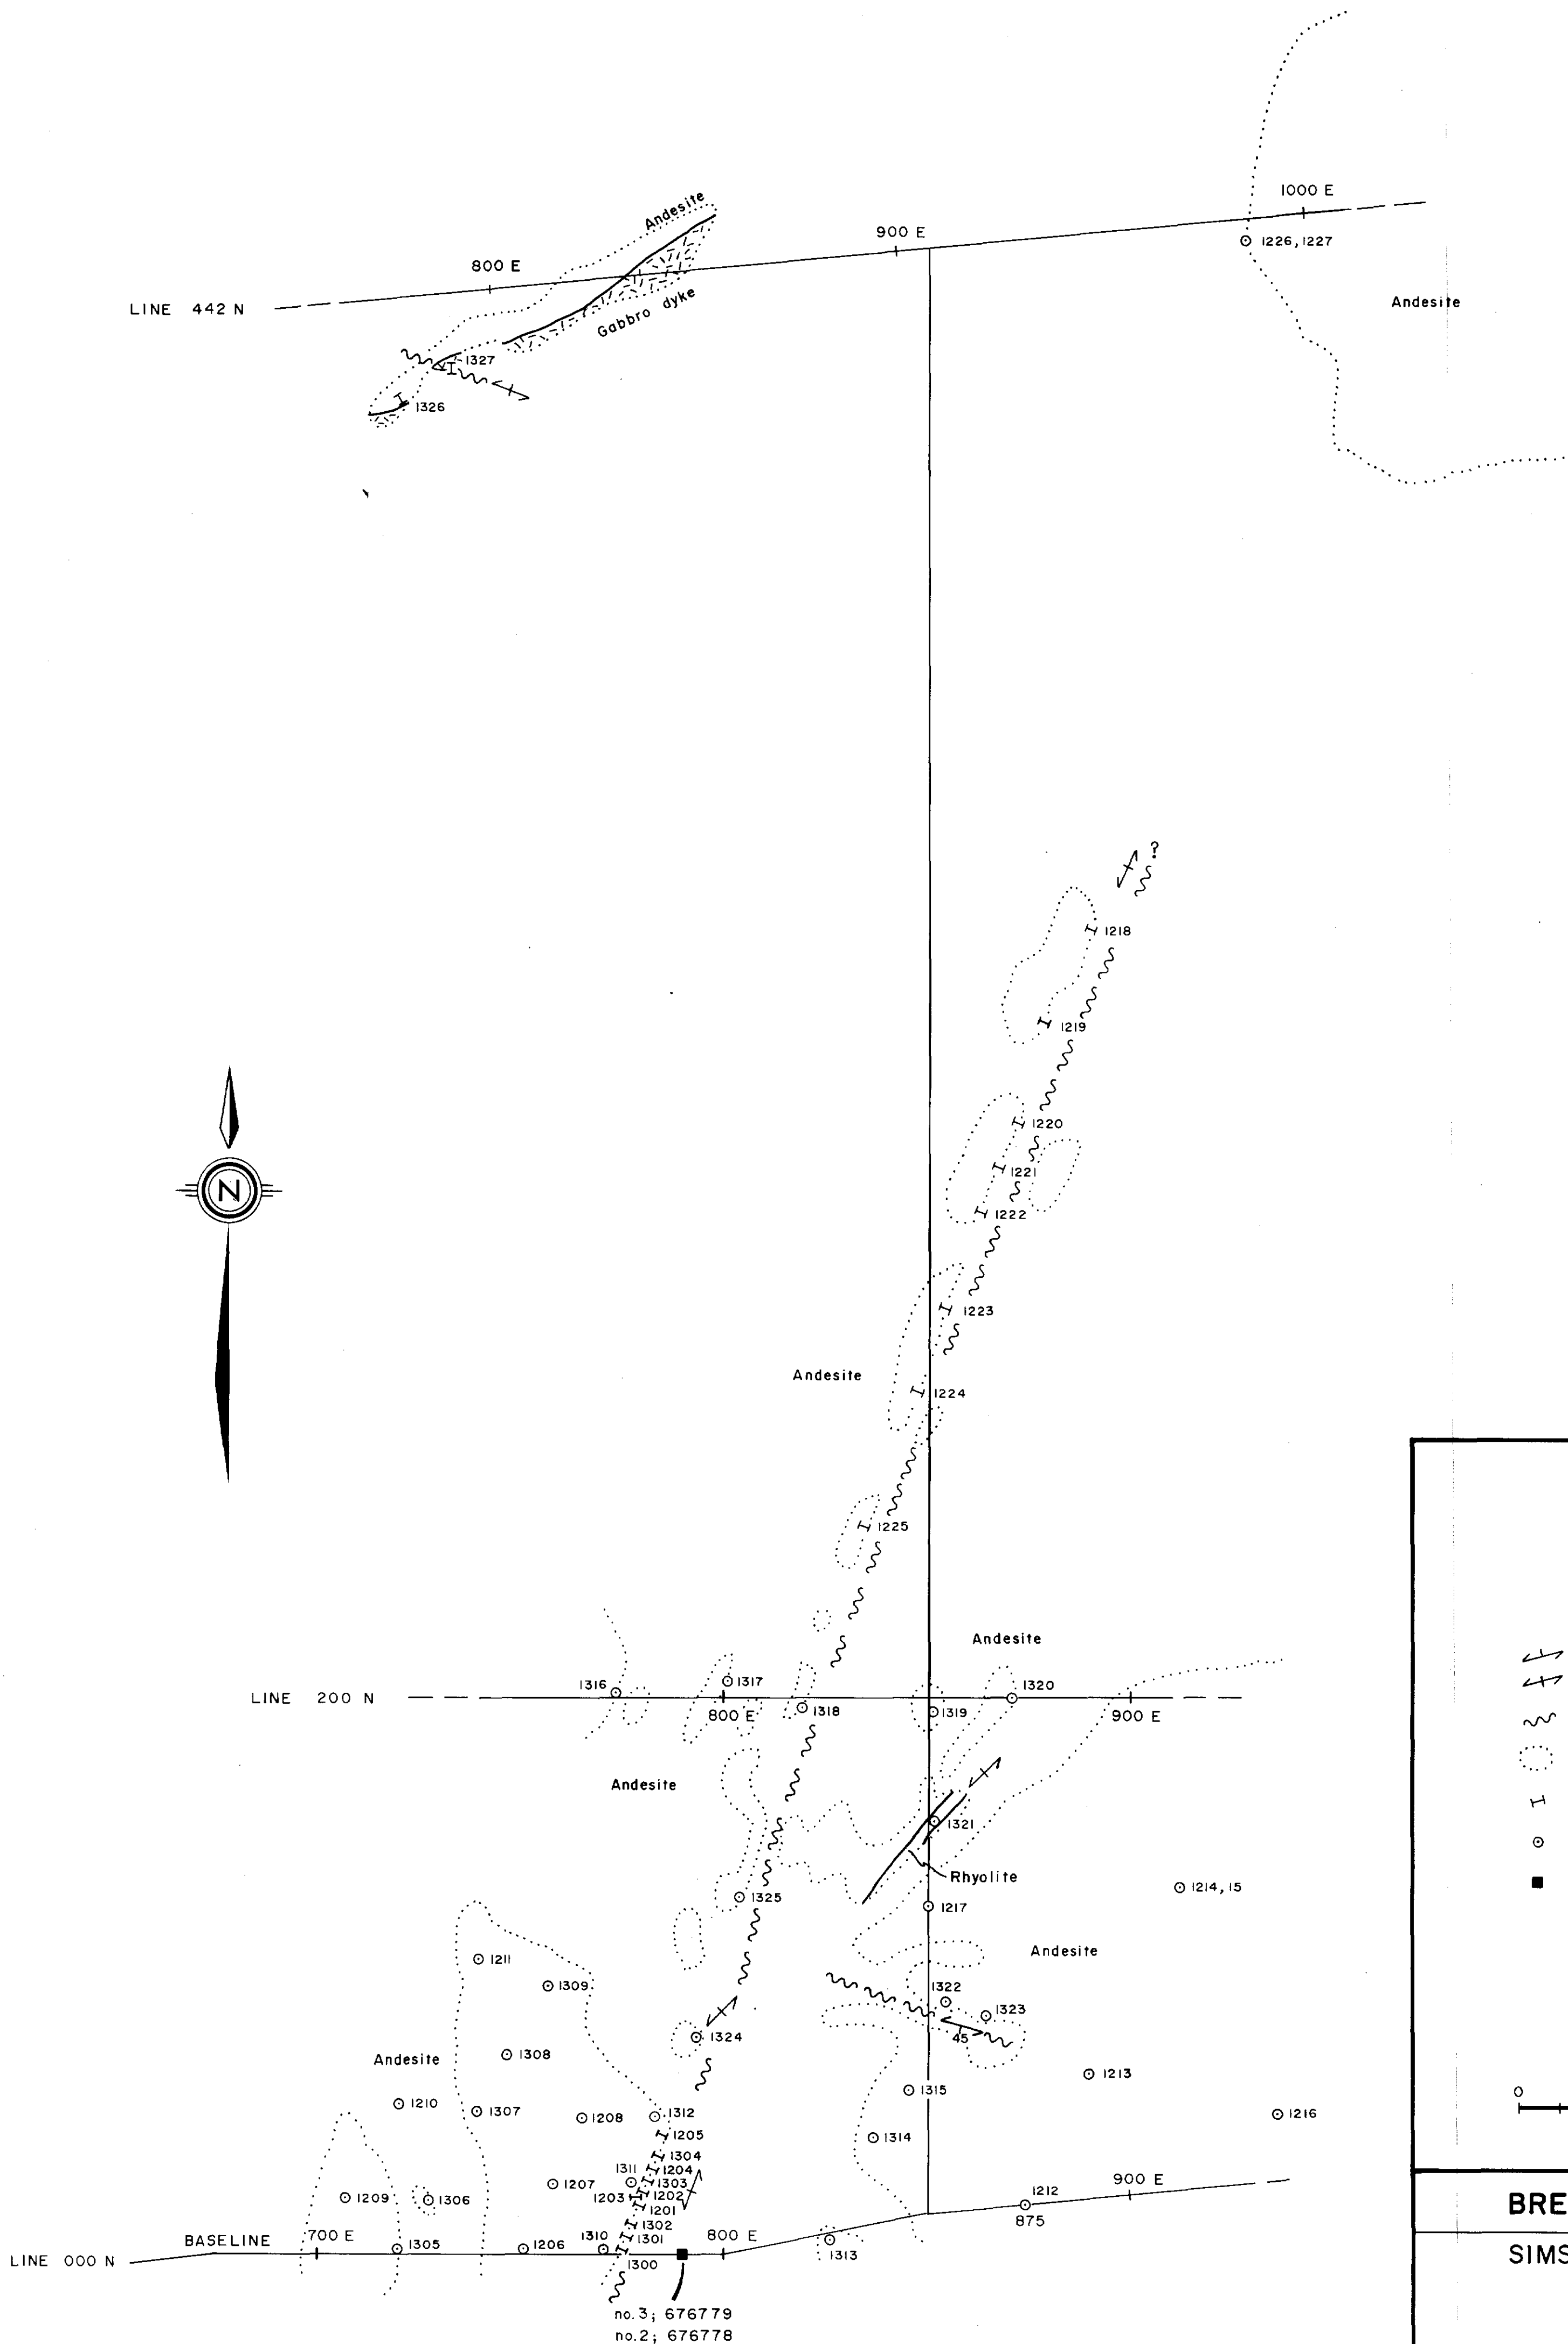 1000 E
Andesite
900 E
1226, 1227
800 E
Andesite
LINE 442 N
Gabbro dyke
1327
1326
?
1218
1219
1220
1221
N
1222
1223
Andesite
1224
1225
Andesite
1316
1317
1320
LINE 200 N
800 E
1318
1319
900 E
Andesite
1321
Rhyolite
1214, 15
1325
1217
Andesite
1211
1309
1322
1323
1324
45
Andesite
1308
1213
1315
1210
1307
1208
1312
1216
0
1205
1314
1304
1311
1204
1207
1303
900 E
1209
1306
1203
1202
1212
1201
875
BRE
1302
BASELINE
700 E
1310
1301
800 E
1305
1206
1313
SIMS
LINE 000 N
1300
no.3; 676779
no.2; 676778